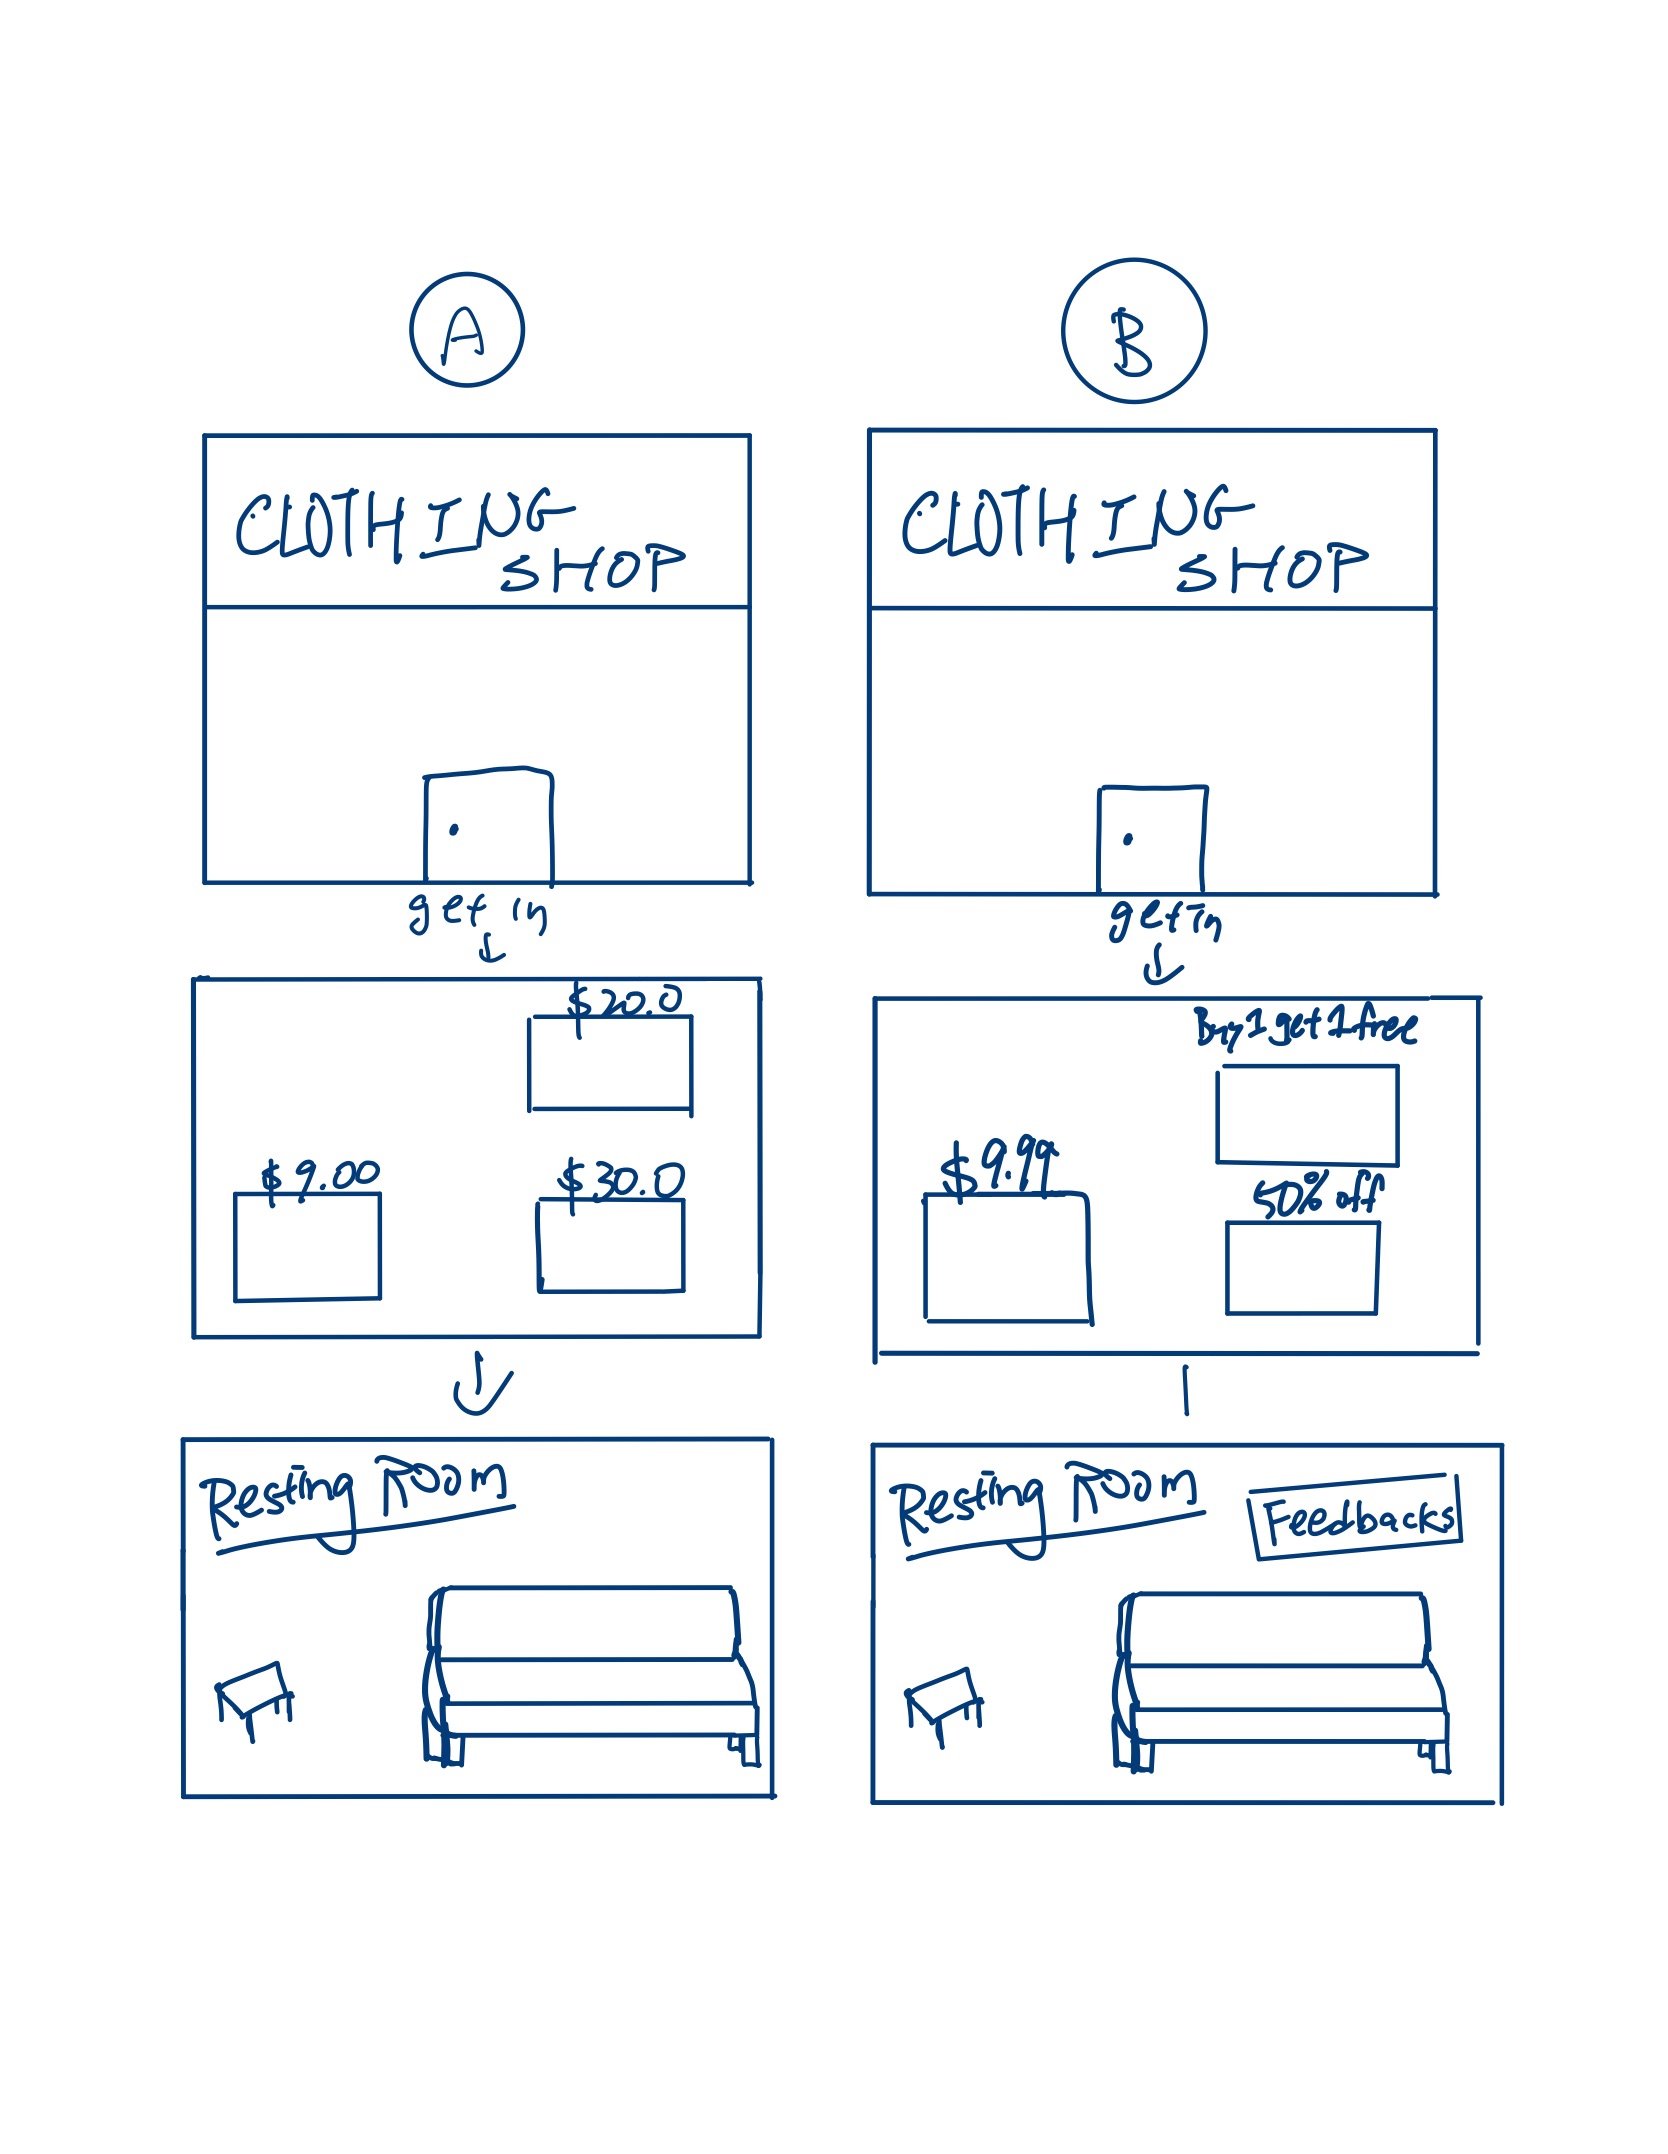 A
CLOTHING
SHOP
get in
$20.0
$9.00
$30.0
Resting Room
B
CLOTHING
SHOP
get in
Buy 1 get 1 free
$9.99
50% off
Resting Room
Feedbacks